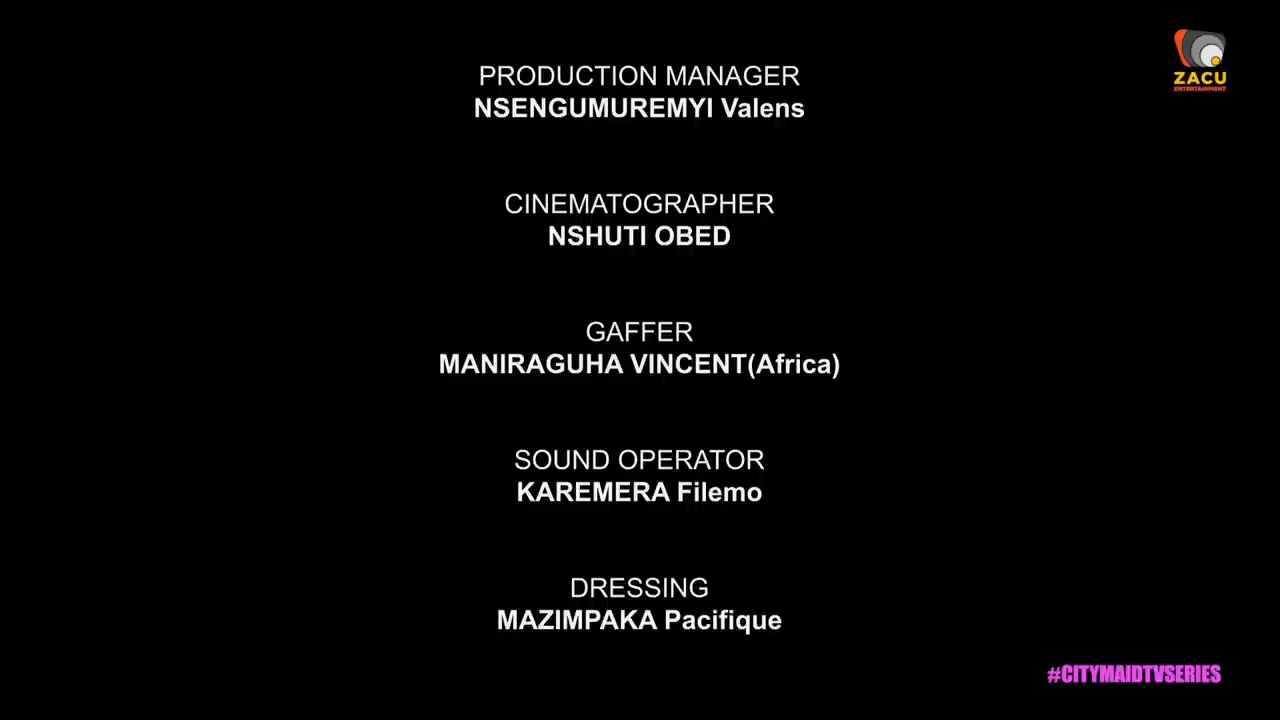 PRODUCTION MANAGER
NSENGUMUREMYI Valens
CINEMATOGRAPHER
NSHUTI OBED
GAFFER
MANIRAGUHA VINCENT(Africa)
SOUND OPERATOR
KAREMERA Filemo
DRESSING
MAZIMPAKA Pacifique
ZACU
ENTERTAINMENT
#CITYMAIDTVSERIES